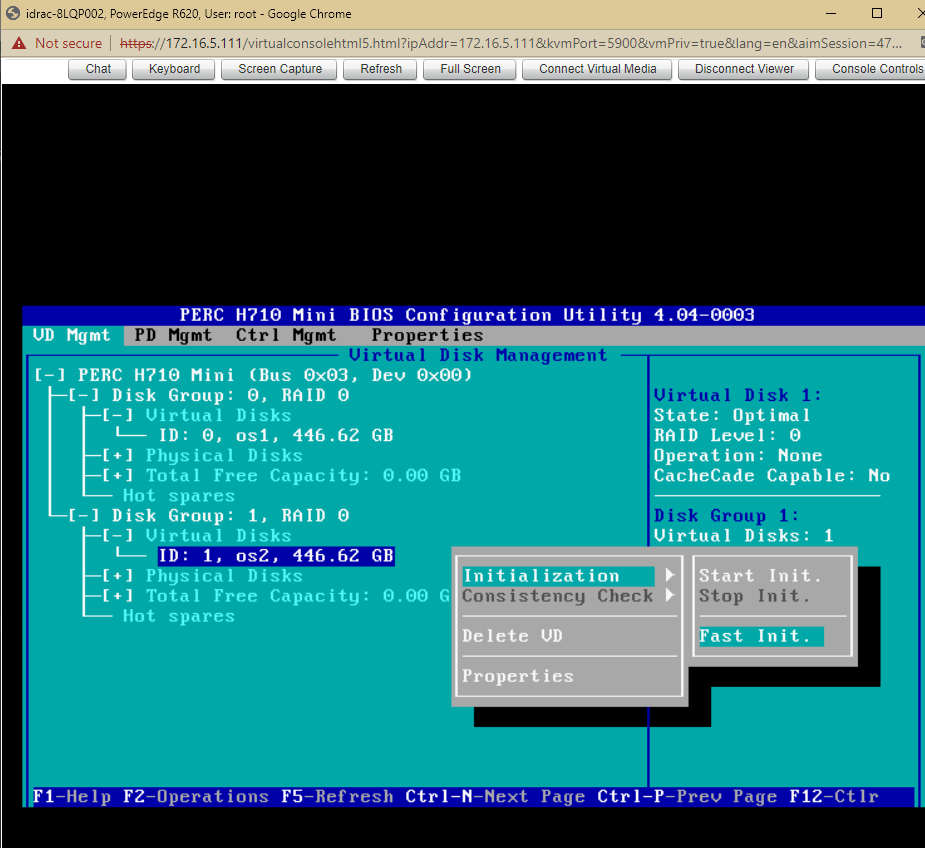 idrac-8LQP002, PowerEdge R620, User: root - Google Chrome
Not secure | https://172.16.5.111/virtualconsolehtml5.html?ipAddr=172.16.5.111&kvmPort=5900&vmPriv=true&lang=en&aimSession=47...
Chat Keyboard Screen Capture Refresh Full Screen Connect Virtual Media Disconnect Viewer Console Controls
PERC H710 Mini BIOS Configuration Utility 4.04-0003
VD Mgmt PD Mgmt Ctrl Mgmt Properties
Virtual Disk Management
[-] PERC H710 Mini (Bus 0x03, Dev 0x00)
[-] Disk Group: 0, RAID 0
[-] Virtual Disks
ID: 0, os1, 446.62 GB
[+] Physical Disks
[+] Total Free Capacity: 0.00 GB
Hot spares
[-] Disk Group: 1, RAID 0
[-] Virtual Disks
ID: 1, os2, 446.62 GB
[+] Physical Disks
[+] Total Free Capacity: 0.00 G
Hot spares
Virtual Disk 1:
State: Optimal
RAID Level: 0
Operation: None
CacheCade Capable: No
Disk Group 1:
Virtual Disks: 1
Initialization
Consistency Check
Delete VD
Properties
Start Init.
Stop Init.
Fast Init.
F1-Help F2-Operations F5-Refresh Ctrl-N-Next Page Ctrl-P-Prev Page F12-Ctlr